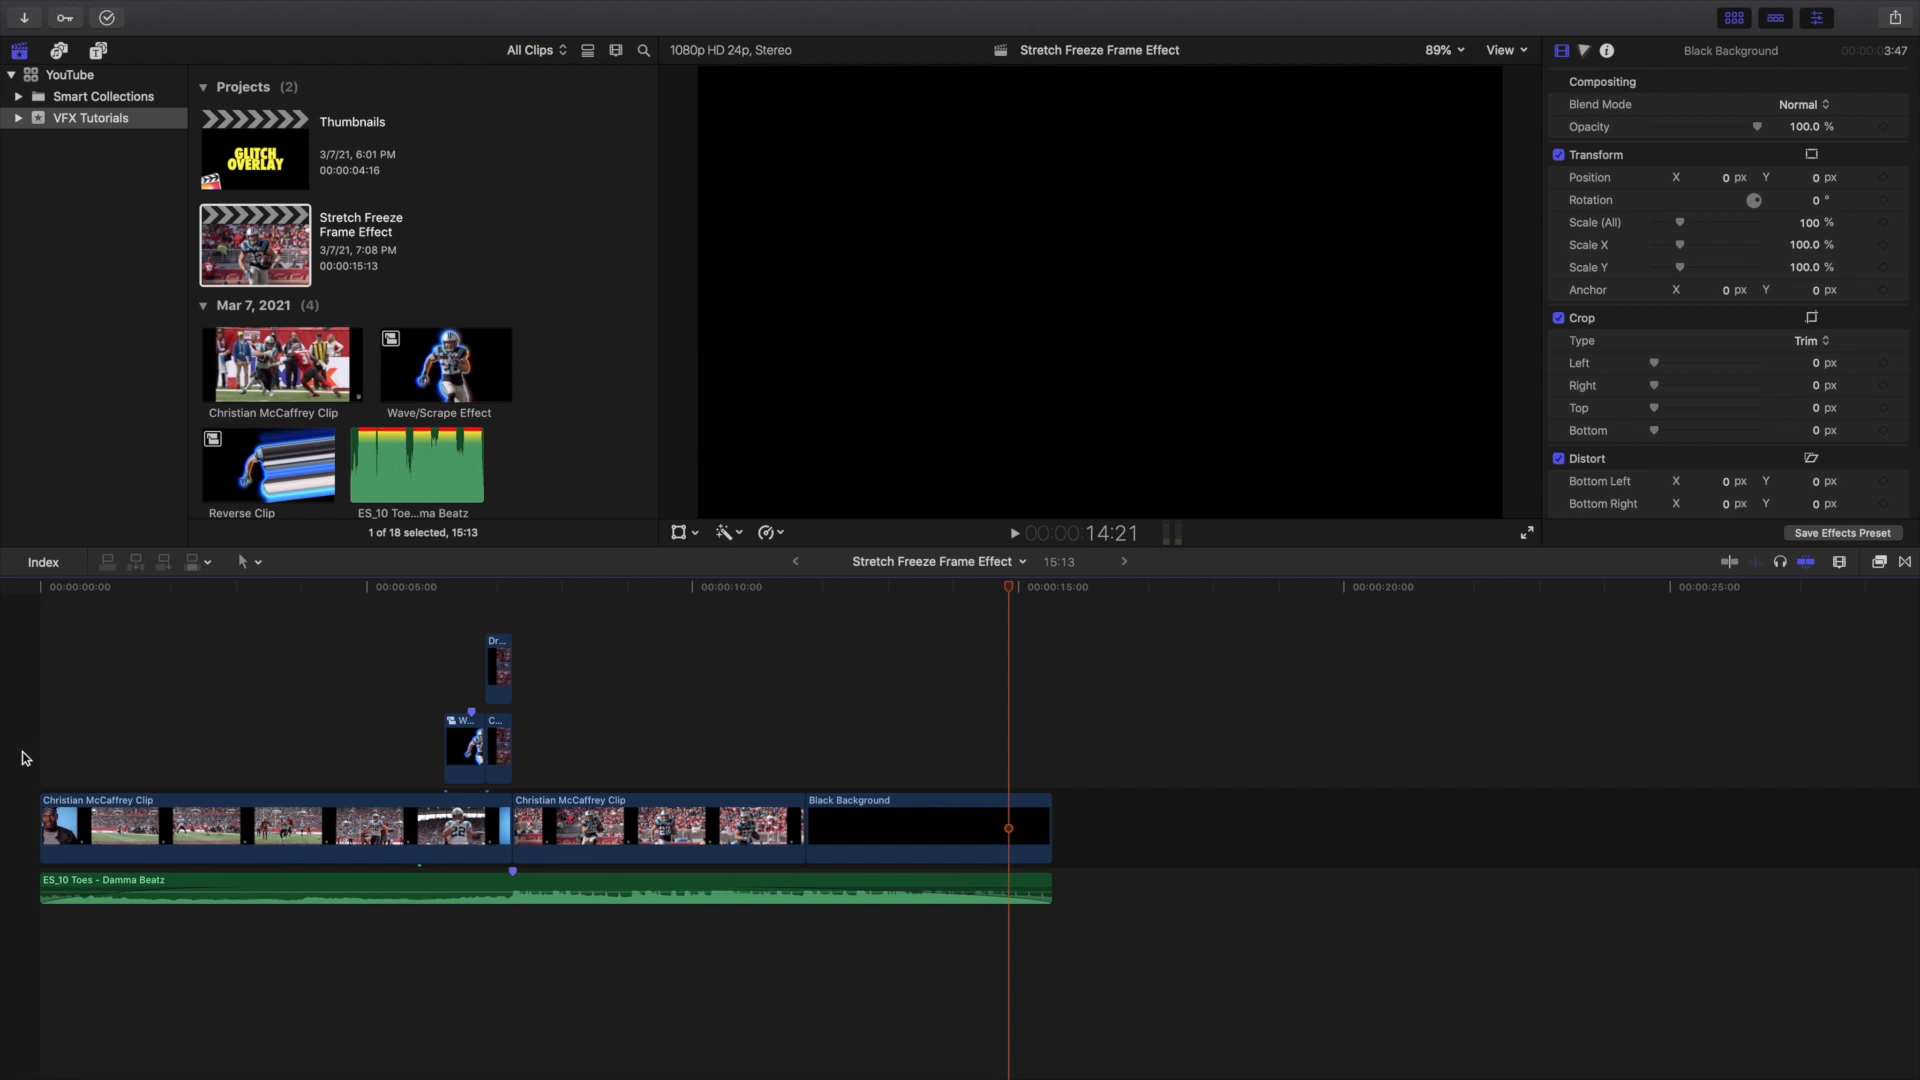 All Clips
1080p HD 24p, Stereo
Stretch Freeze Frame Effect
89%
View
Black Background
00:00:03:47
YouTube
Smart Collections
VFX Tutorials
Projects (2)
Thumbnails
3/7/21, 6:01 PM
00:00:04:16
GLITCH
OVERLAY
Stretch Freeze
Frame Effect
3/7/21, 7:08 PM
00:00:15:13
Mar 7, 2021 (4)
Christian McCaffrey Clip
Wave/Scrape Effect
Reverse Clip
ES_10 Toe...ma Beatz
1 of 18 selected, 15:13
00:00:14:21
Compositing
Blend Mode Normal
Opacity 100.0 %
Transform
Position X 0 px Y 0 px
Rotation 0 °
Scale (All) 100 %
Scale X 100.0 %
Scale Y 100.0 %
Anchor X 0 px Y 0 px
Crop
Type Trim
Left 0 px
Right 0 px
Top 0 px
Bottom 0 px
Distort
Bottom Left X 0 px Y 0 px
Bottom Right X 0 px Y 0 px
Save Effects Preset
Index
Stretch Freeze Frame Effect
15:13
00:00:00:00
00:00:05:00
00:00:10:00
00:00:15:00
00:00:20:00
00:00:25:00
Dr...
W...
C...
Christian McCaffrey Clip
Christian McCaffrey Clip
Black Background
22
ES_10 Toes - Damma Beatz